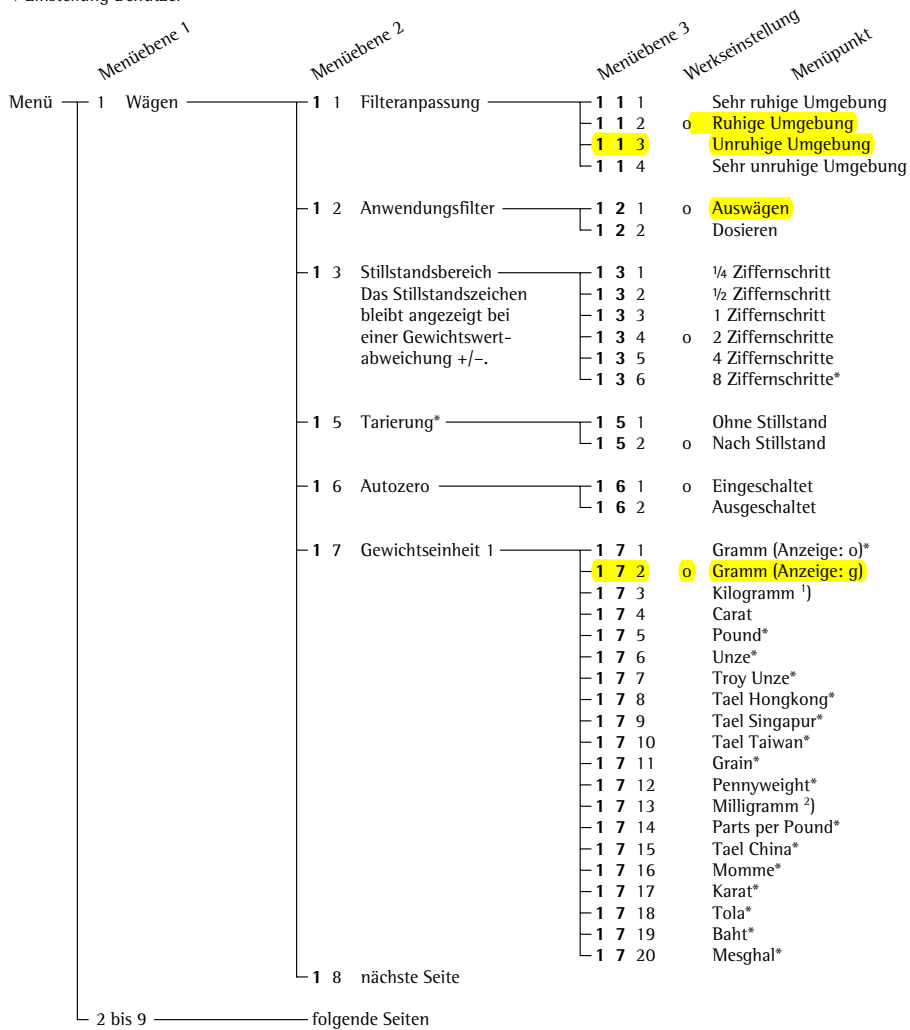 Menüebene 1 Menüebene 2 Menüebene 3 Werkseinstellung Menüpunkt
Menü 1 Wägen 1 1 Filteranpassung 1 1 1 Sehr ruhige Umgebung
1 1 2 o Ruhige Umgebung
1 1 3 Unruhige Umgebung
1 1 4 Sehr unruhige Umgebung
1 2 Anwendungsfilter 1 2 1 o Auswägen
1 2 2 Dosieren
1 3 Stillstandsbereich 1 3 1 ¼ Ziffernschritt
Das Stillstandszeichen 1 3 2 ½ Ziffernschritt
bleibt angezeigt bei 1 3 3 1 Ziffernschritt
einer Gewichtswert- 1 3 4 o 2 Ziffernschritte
abweichung +/–. 1 3 5 4 Ziffernschritte
1 3 6 8 Ziffernschritte*
1 5 Tarierung* 1 5 1 Ohne Stillstand
1 5 2 o Nach Stillstand
1 6 Autozero 1 6 1 o Eingeschaltet
1 6 2 Ausgeschaltet
1 7 Gewichtseinheit 1 1 7 1 Gramm (Anzeige: o)*
1 7 2 o Gramm (Anzeige: g)
1 7 3 Kilogramm ¹)
1 7 4 Carat
1 7 5 Pound*
1 7 6 Unze*
1 7 7 Troy Unze*
1 7 8 Tael Hongkong*
1 7 9 Tael Singapur*
1 7 10 Tael Taiwan*
1 7 11 Grain*
1 7 12 Pennyweight*
1 7 13 Milligramm ²)
1 7 14 Parts per Pound*
1 7 15 Tael China*
1 7 16 Momme*
1 7 17 Karat*
1 7 18 Tola*
1 7 19 Baht*
1 7 20 Mesghal*
1 8 nächste Seite
2 bis 9 folgende Seiten